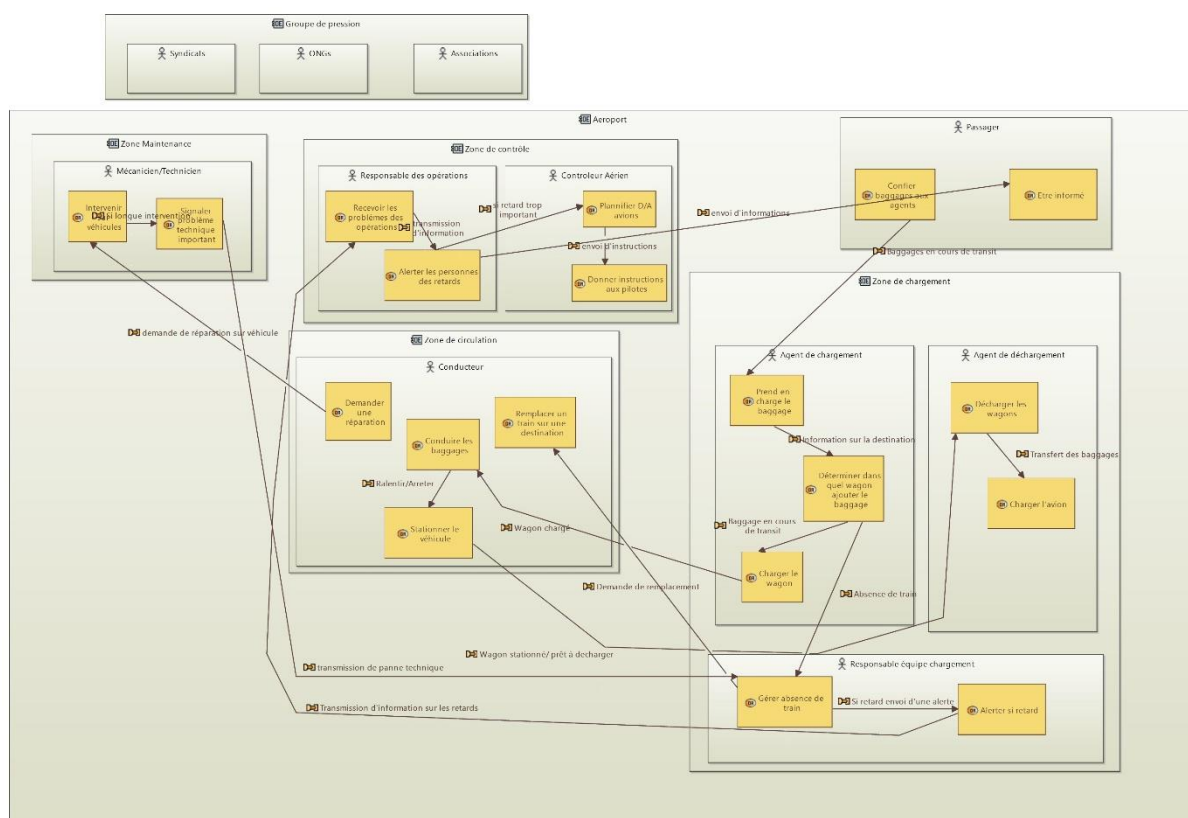 Groupe de pression
Syndicats
ONGs
Associations
Aeroport
Zone Maintenance
Mécanicien/Technicien
Intervenir
véhicules
si longue intervention
Signaler
problème
technique
important
Zone de contrôle
Responsable des opérations
Recevoir les
problèmes des
opérations
transmission
d'information
Alerter les personnes
des retards
si retard trop
important
Controleur Aérien
Plannifier D/A
avions
envoi d'instructions
Donner instructions
aux pilotes
envoi d'informations
Passager
Confier
baggages aux
agents
Etre informé
Baggages en cours de transit
demande de réparation sur véhicule
Zone de circulation
Conducteur
Demander
une
réparation
Conduire les
baggages
Remplacer un
train sur une
destination
Ralentir/Arreter
Stationner le
véhicule
Wagon chargé
Zone de chargement
Agent de chargement
Prend en
charge le
baggage
Information sur la destination
Déterminer dans
quel wagon
ajouter le
baggage
Baggage en cours
de transit
Charger le
wagon
Absence de train
Agent de déchargement
Décharger les
wagons
Transfert des baggages
Charger l'avion
Demande de remplacement
Wagon stationné/ prêt à decharger
transmission de panne technique
Transmission d'information sur les retards
Responsable équipe chargement
Gérer absence de
train
Si retard envoi d'une alerte
Alerter si retard